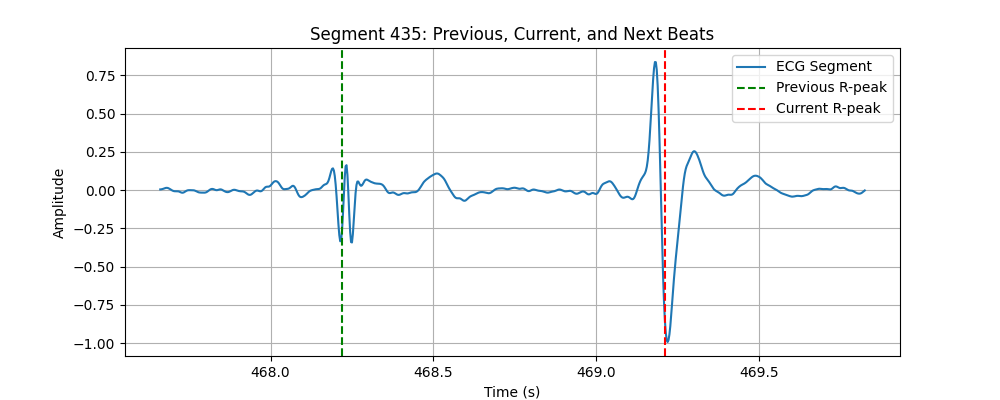 Segment 435: Previous, Current, and Next Beats
ECG Segment
Previous R-peak
Current R-peak
Amplitude
0.75
0.50
0.25
0.00
−0.25
−0.50
−0.75
−1.00
468.0 468.5 469.0 469.5
Time (s)